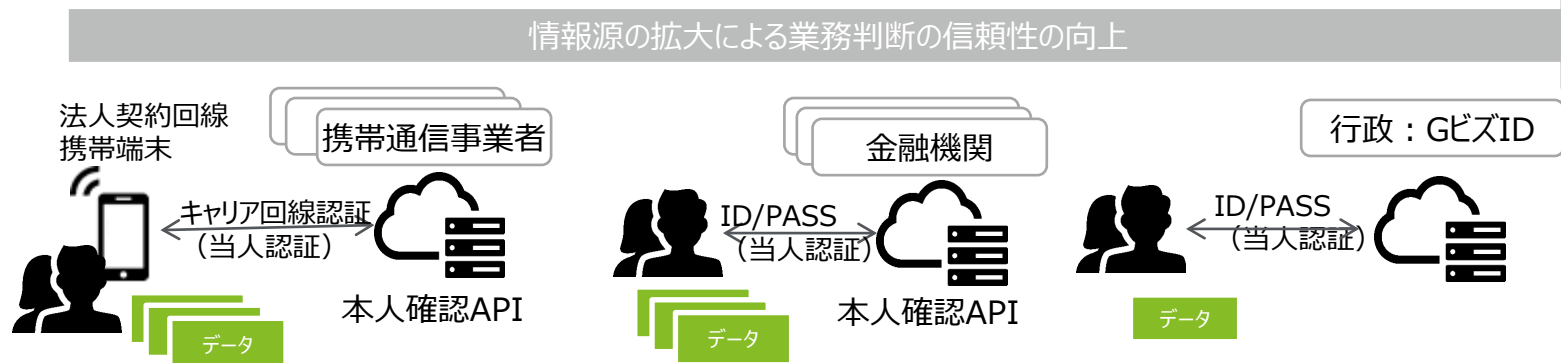 情報源の拡大による業務判断の信頼性の向上
法人契約回線
携帯端末
携帯通信事業者
キャリア回線認証
（当人認証）
本人確認API
データ
金融機関
ID/PASS
（当人認証）
本人確認API
データ
行政：GビズID
ID/PASS
（当人認証）
データ